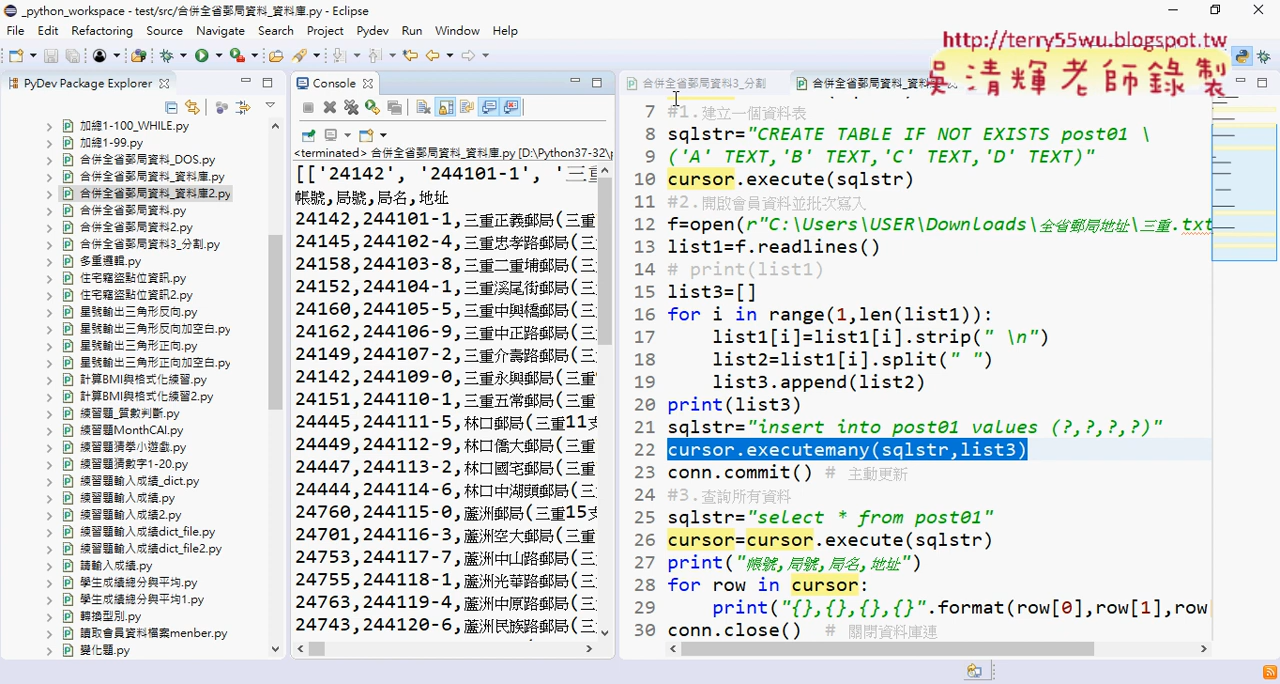 _python_workspace - test/src/合併全省郵局資料_資料庫.py - Eclipse
File Edit Refactoring Source Navigate Search Project Pydev Run Window Help
http://terry55wu.blogspot.tw
吳清輝老師錄製
PyDev Package Explorer
加總1-100_WHILE.py
加總1-99.py
合併全省郵局資料_DOS.py
合併全省郵局資料_資料庫.py
合併全省郵局資料_資料庫2.py
合併全省郵局資料.py
合併全省郵局資料2.py
合併全省郵局資料3_分割.py
多重邏輯.py
住宅竊盜點位資訊.py
住宅竊盜點位資訊2.py
星號輸出三角形反向.py
星號輸出三角形反向加空白.py
星號輸出三角形正向.py
星號輸出三角形正向加空白.py
計算BMI與格式化練習.py
計算BMI與格式化練習2.py
練習題_質數判斷.py
練習題MonthCAl.py
練習題猜拳小遊戲.py
練習題猜數字1-20.py
練習題輸入成績_dict.py
練習題輸入成績.py
練習題輸入成績2.py
練習題輸入成績dict_file.py
練習題輸入成績dict_file2.py
請輸入成績.py
學生成績總分與平均.py
學生成績總分與平均1.py
轉換型別.py
讀取會員資料檔案menber.py
變化題.py
Console
<terminated> 合併全省郵局資料_資料庫.py [D:\Python37-32\p
[['24142', '244101-1', '三重
帳號,局號,局名,地址
24142,244101-1,三重正義郵局(三重
24145,244102-4,三重忠孝路郵局(三
24158,244103-8,三重二重埔郵局(三
24152,244104-1,三重溪尾街郵局(三
24160,244105-5,三重中興橋郵局(三
24162,244106-9,三重中正路郵局(三
24149,244107-2,三重介壽路郵局(三
24142,244109-0,三重永興郵局(三重
24151,244110-1,三重五常郵局(三重
24445,244111-5,林口郵局(三重11支
24449,244112-9,林口僑大郵局(三重
24447,244113-2,林口國宅郵局(三重
24444,244114-6,林口中湖頭郵局(三
24760,244115-0,蘆洲郵局(三重15支
24701,244116-3,蘆洲空大郵局(三重
24753,244117-7,蘆洲中山路郵局(三
24755,244118-1,蘆洲光華路郵局(三
24763,244119-4,蘆洲中原路郵局(三
24743,244120-6,蘆洲民族路郵局(三
合併全省郵局資料3_分割
合併全省郵局資料_資料
7 #1.建立一個資料表
8 sqlstr="CREATE TABLE IF NOT EXISTS post01 \
9 ('A' TEXT,'B' TEXT,'C' TEXT,'D' TEXT)"
10 cursor.execute(sqlstr)
11 #2.開啟會員資料並批次寫入
12 f=open(r"C:\Users\USER\Downloads\全省郵局地址\三重.txt
13 list1=f.readlines()
14 # print(list1)
15 list3=[]
16 for i in range(1,len(list1)):
17 list1[i]=list1[i].strip(" \n")
18 list2=list1[i].split(" ")
19 list3.append(list2)
20 print(list3)
21 sqlstr="insert into post01 values (?,?,?,?)"
22 cursor.executemany(sqlstr,list3)
23 conn.commit() # 主動更新
24 #3.查詢所有資料
25 sqlstr="select * from post01"
26 cursor=cursor.execute(sqlstr)
27 print("帳號,局號,局名,地址")
28 for row in cursor:
29 print("{},{},{},{}".format(row[0],row[1],row
30 conn.close() # 關閉資料庫連